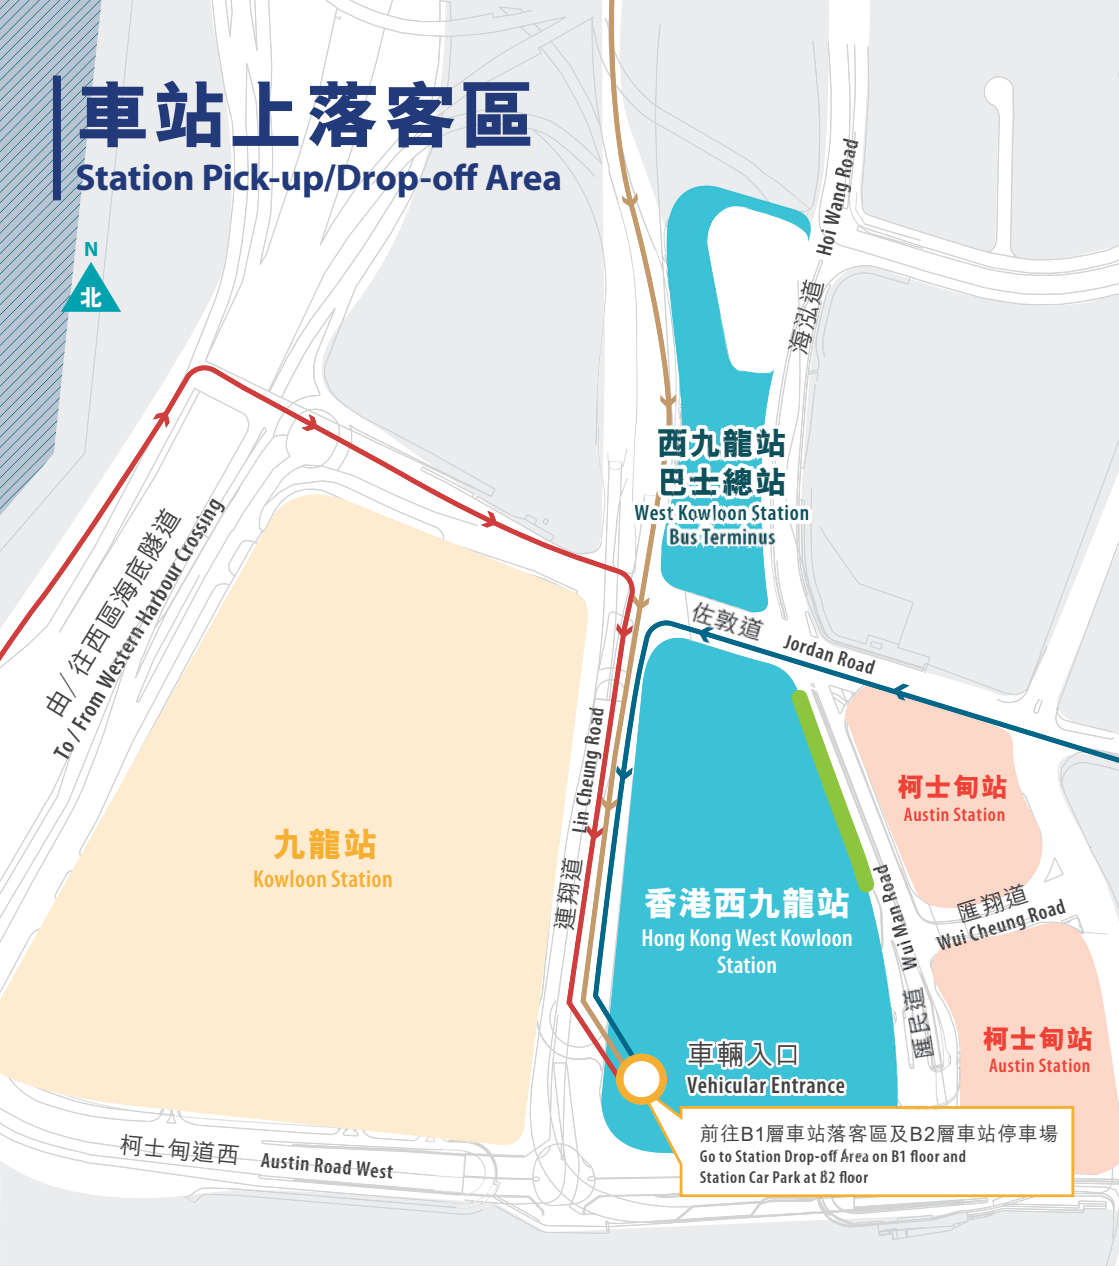 車站上落客區
Station Pick-up/Drop-off Area
N
北
Hoi Wang Road
海泓道
西九龍站
巴士總站
West Kowloon Station
Bus Terminus
由/往西區海底隧道
To / From Western Harbour Crossing
佐敦道
Jordan Road
Lin Cheung Road
連翔道
九龍站
Kowloon Station
柯士甸站
Austin Station
香港西九龍站
Hong Kong West Kowloon
Station
Wui Man Road
匯民道
匯翔道
Wui Cheung Road
柯士甸站
Austin Station
車輛入口
Vehicular Entrance
前往B1層車站落客區及B2層車站停車場
Go to Station Drop-off Area on B1 floor and
Station Car Park at B2 floor
柯士甸道西
Austin Road West